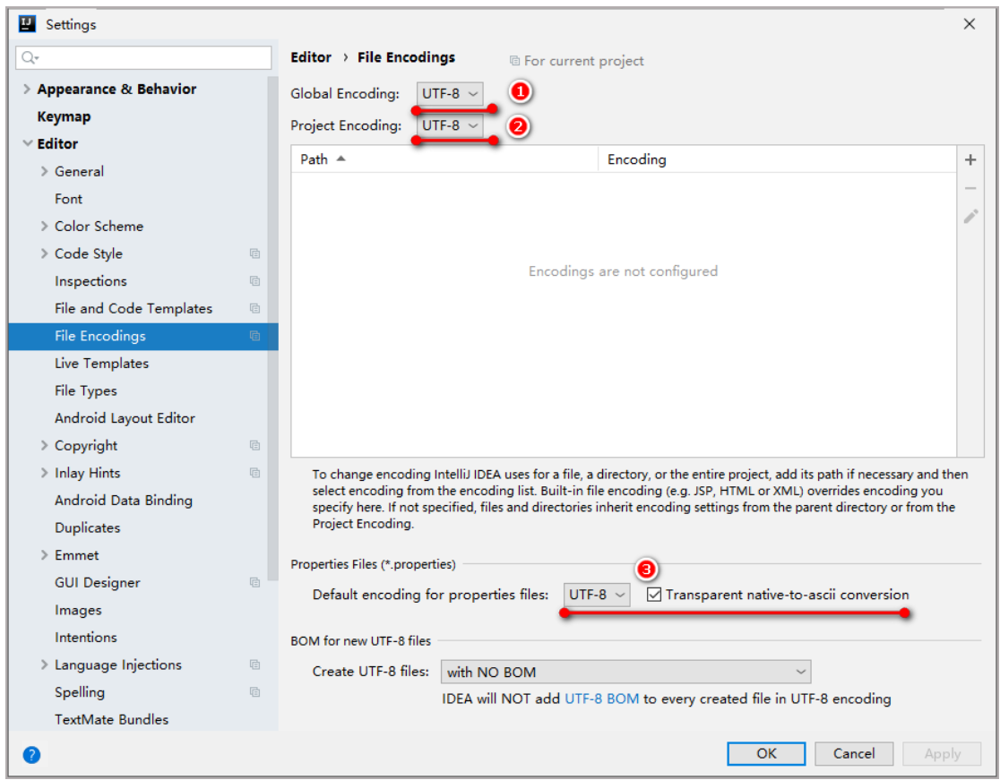 IJ Settings
Appearance & Behavior
Keymap
Editor
General
Font
Color Scheme
Code Style
Inspections
File and Code Templates
File Encodings
Live Templates
File Types
Android Layout Editor
Copyright
Inlay Hints
Android Data Binding
Duplicates
Emmet
GUI Designer
Images
Intentions
Language Injections
Spelling
TextMate Bundles
Editor > File Encodings For current project
Global Encoding: UTF-8 1
Project Encoding: UTF-8 2
Path Encoding
Encodings are not configured
To change encoding IntelliJ IDEA uses for a file, a directory, or the entire project, add its path if necessary and then
select encoding from the encoding list. Built-in file encoding (e.g. JSP, HTML or XML) overrides encoding you
specify here. If not specified, files and directories inherit encoding settings from the parent directory or from the
Project Encoding.
Properties Files (*.properties)
3
Default encoding for properties files: UTF-8 Transparent native-to-ascii conversion
BOM for new UTF-8 files
Create UTF-8 files: with NO BOM
IDEA will NOT add UTF-8 BOM to every created file in UTF-8 encoding
? OK Cancel Apply